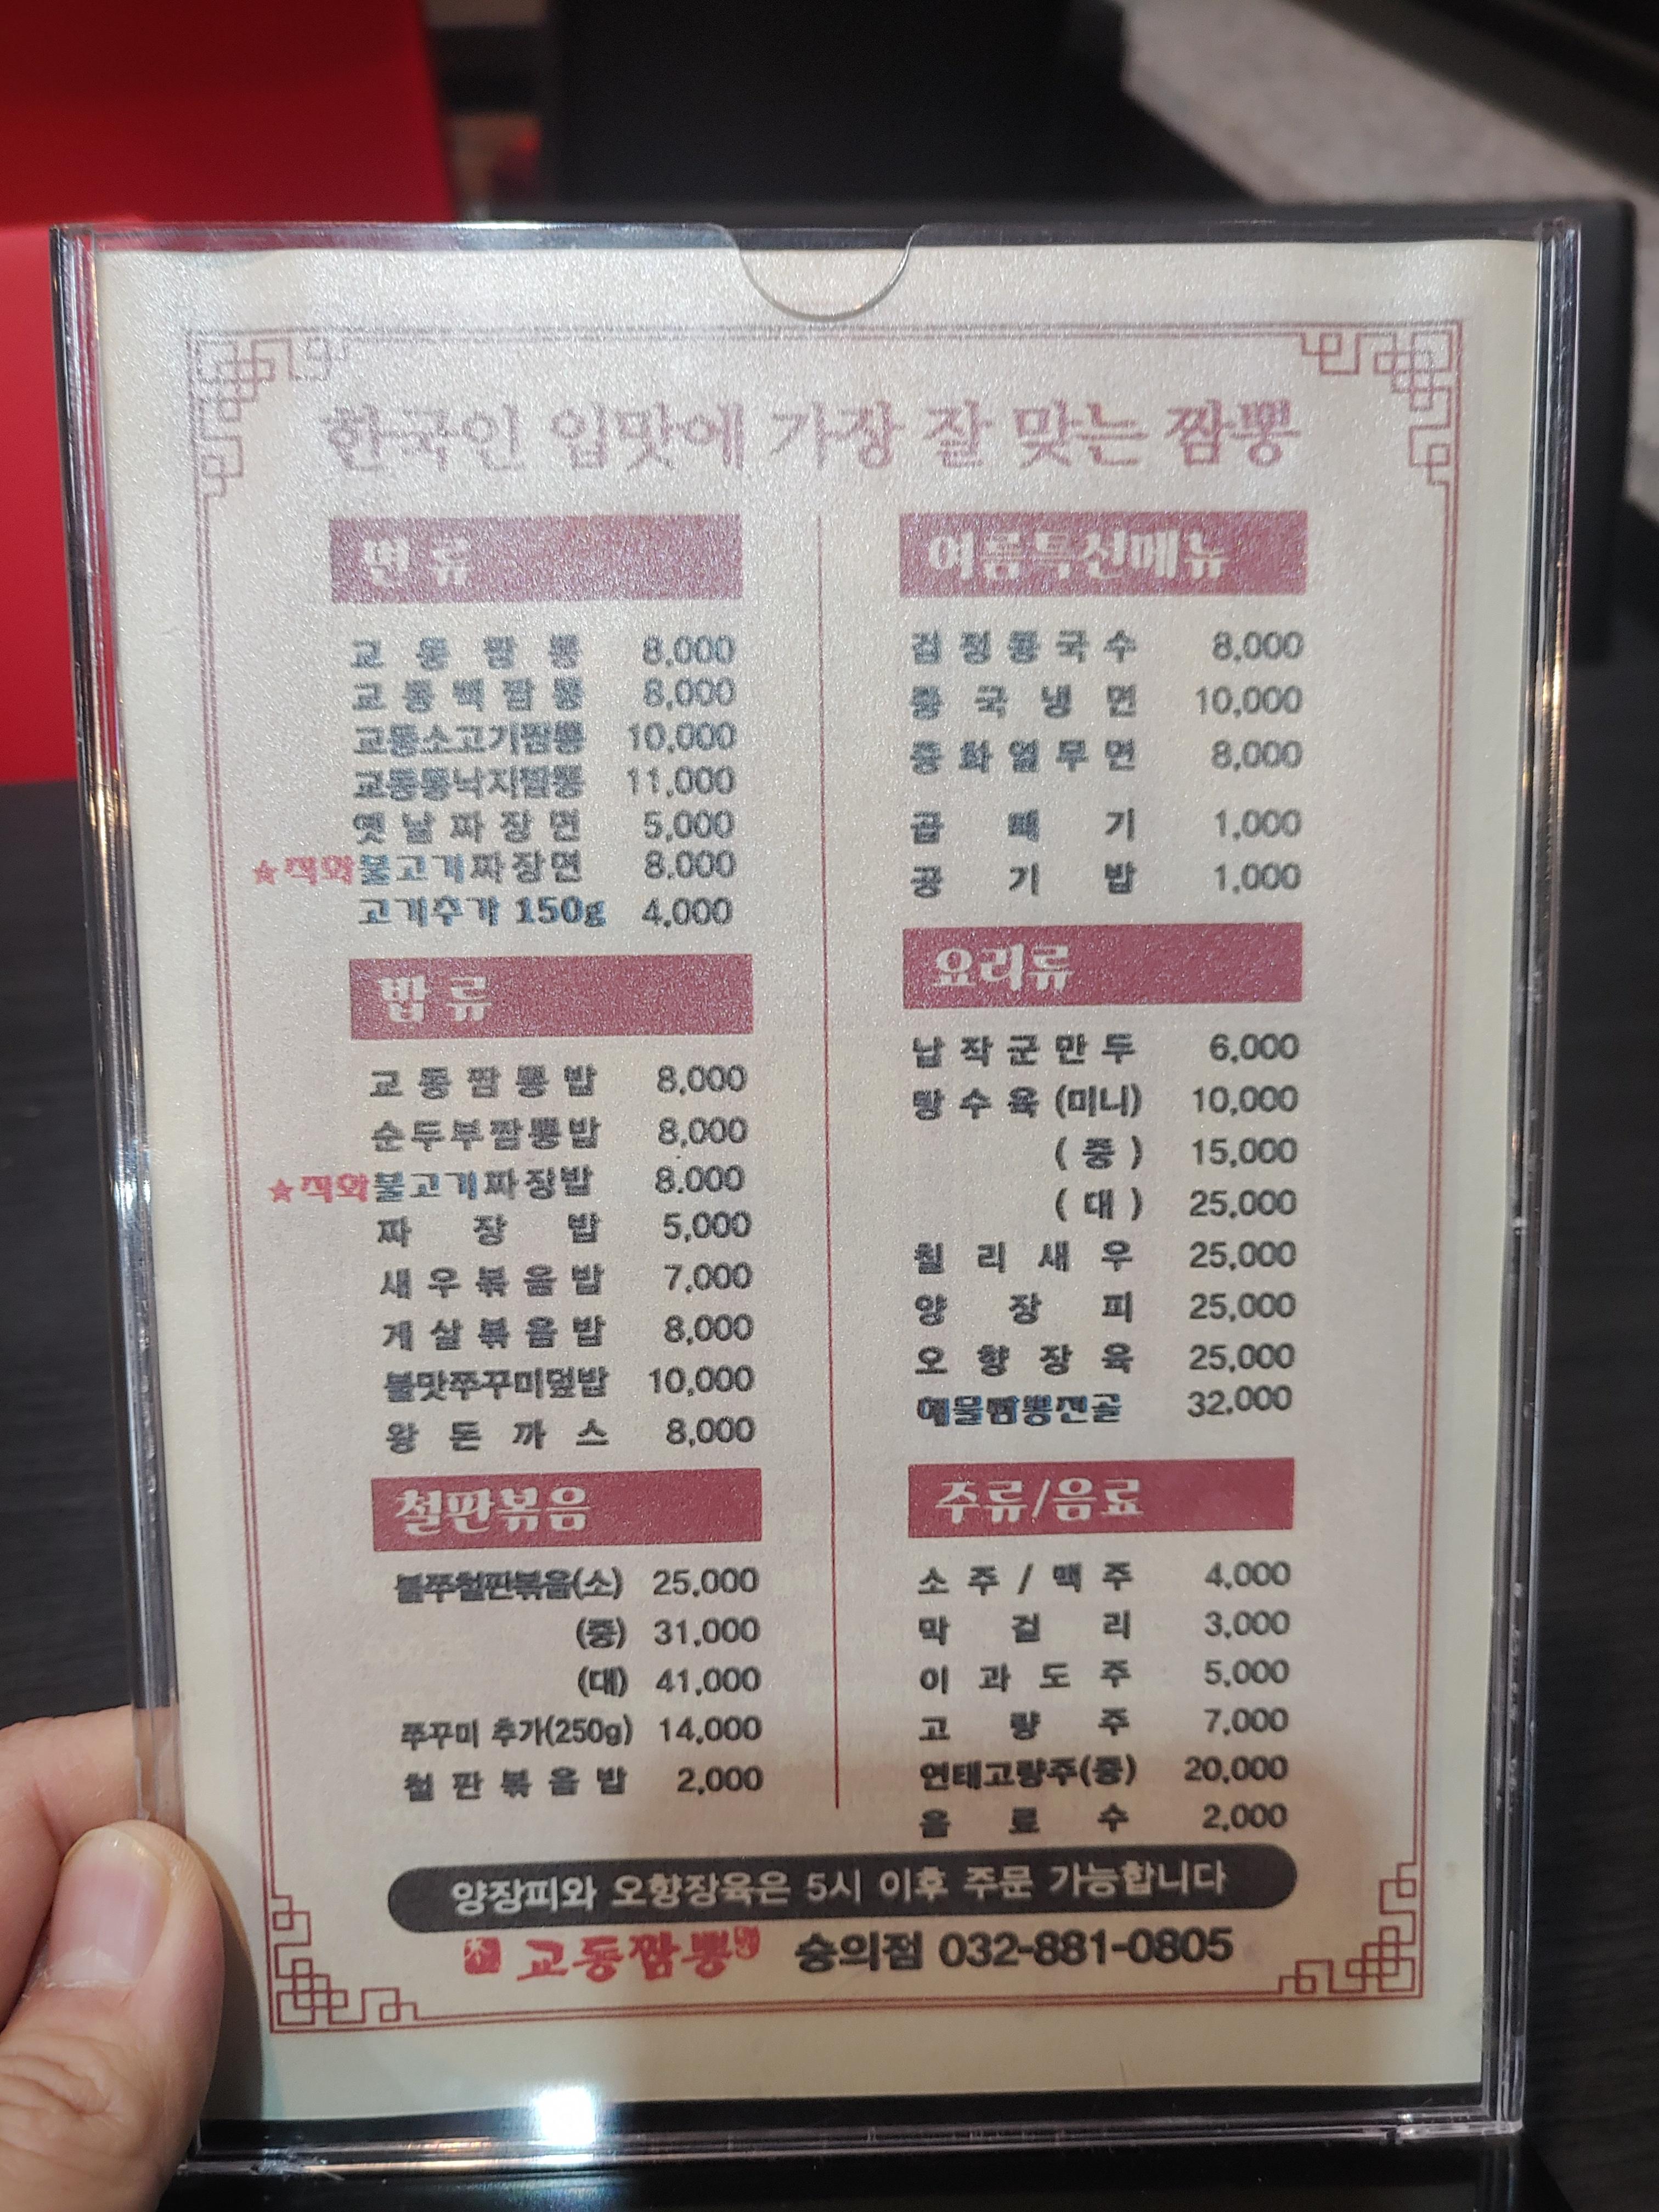 한국인 입맛에 가장 잘 맞는 짬뽕
면류
교동짬뽕 8,000
교동백짬뽕 8,000
교동소고기짬뽕 10,000
교동통낙지짬뽕 11,000
옛날짜장면 5,000
★직화불고기짜장면 8,000
고기추가 150g 4,000
밥류
교동짬뽕밥 8,000
순두부짬뽕밥 8,000
★직화불고기짜장밥 8,000
짜장밥 5,000
새우볶음밥 7,000
게살볶음밥 8,000
불맛쭈꾸미덮밥 10,000
왕돈까스 8,000
철판볶음
불쭈철판볶음(소) 25,000
(중) 31,000
(대) 41,000
쭈꾸미 추가(250g) 14,000
철판볶음밥 2,000
여름특선메뉴
검정콩국수 8,000
중국냉면 10,000
중화열무면 8,000
곱빼기 1,000
공기밥 1,000
요리류
납작군만두 6,000
탕수육(미니) 10,000
(중) 15,000
(대) 25,000
칠리새우 25,000
양장피 25,000
오향장육 25,000
해물짬뽕전골 32,000
주류/음료
소주/맥주 4,000
막걸리 3,000
이과도주 5,000
고량주 7,000
연태고량주(중) 20,000
음료수 2,000
양장피와 오향장육은 5시 이후 주문 가능합니다
교동짬뽕 숭의점 032-881-0805